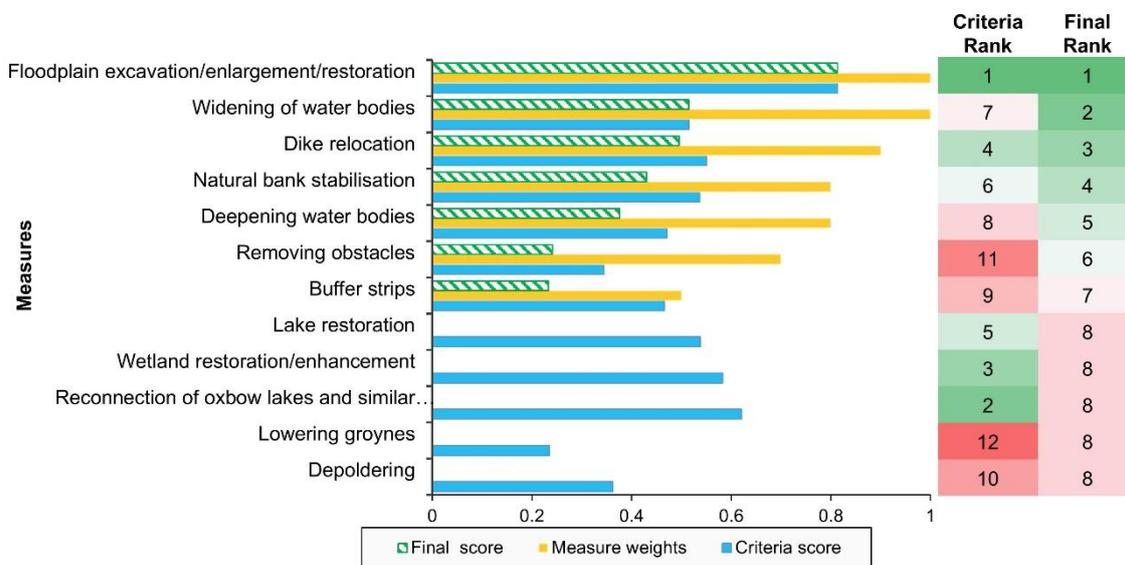 Criteria Rank
Final Rank
Measures
Floodplain excavation/enlargement/restoration 1 1
Widening of water bodies 7 2
Dike relocation 4 3
Natural bank stabilisation 6 4
Deepening water bodies 8 5
Removing obstacles 11 6
Buffer strips 9 7
Lake restoration 5 8
Wetland restoration/enhancement 3 8
Reconnection of oxbow lakes and similar… 2 8
Lowering groynes 12 8
Depoldering 10 8
0 0.2 0.4 0.6 0.8 1
Final score Measure weights Criteria score